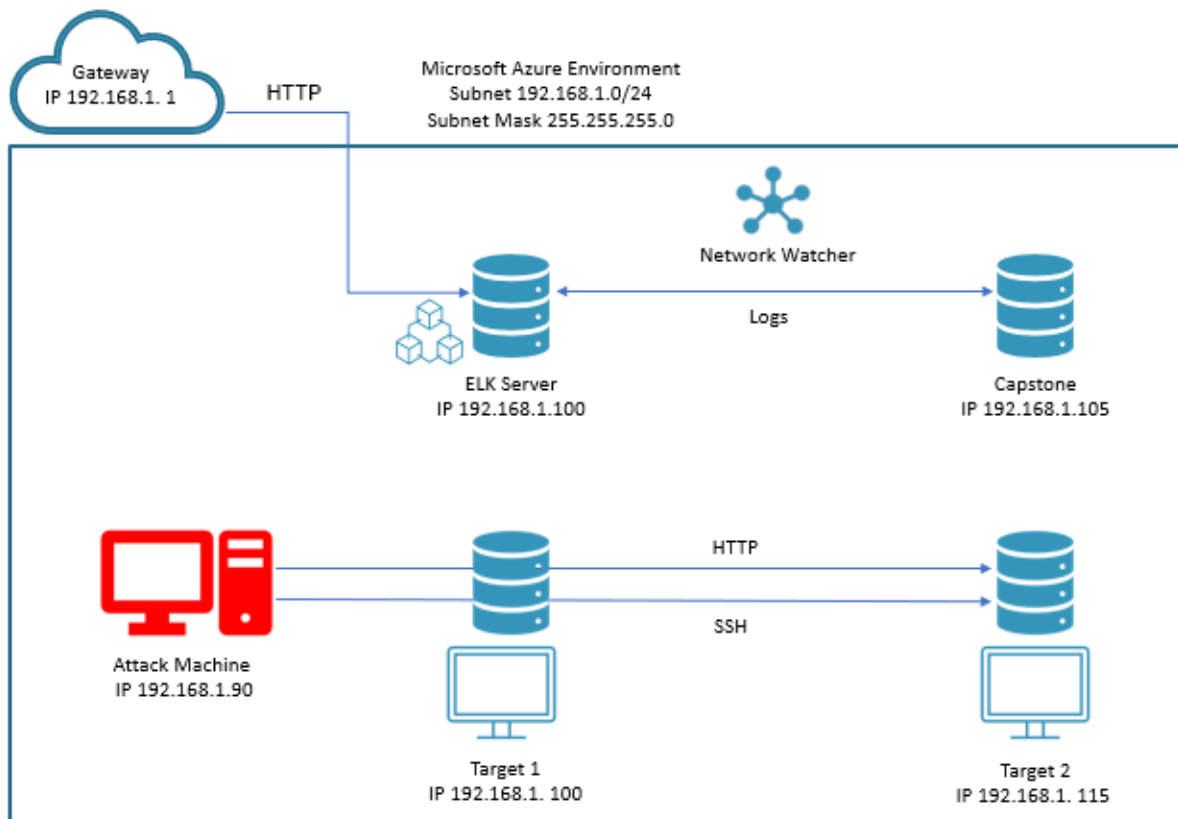 Gateway
IP 192.168.1. 1
HTTP
Microsoft Azure Environment
Subnet 192.168.1.0/24
Subnet Mask 255.255.255.0
Network Watcher
Logs
ELK Server
IP 192.168.1.100
Capstone
IP 192.168.1.105
HTTP
SSH
Attack Machine
IP 192.168.1.90
Target 1
IP 192.168.1. 100
Target 2
IP 192.168.1. 115